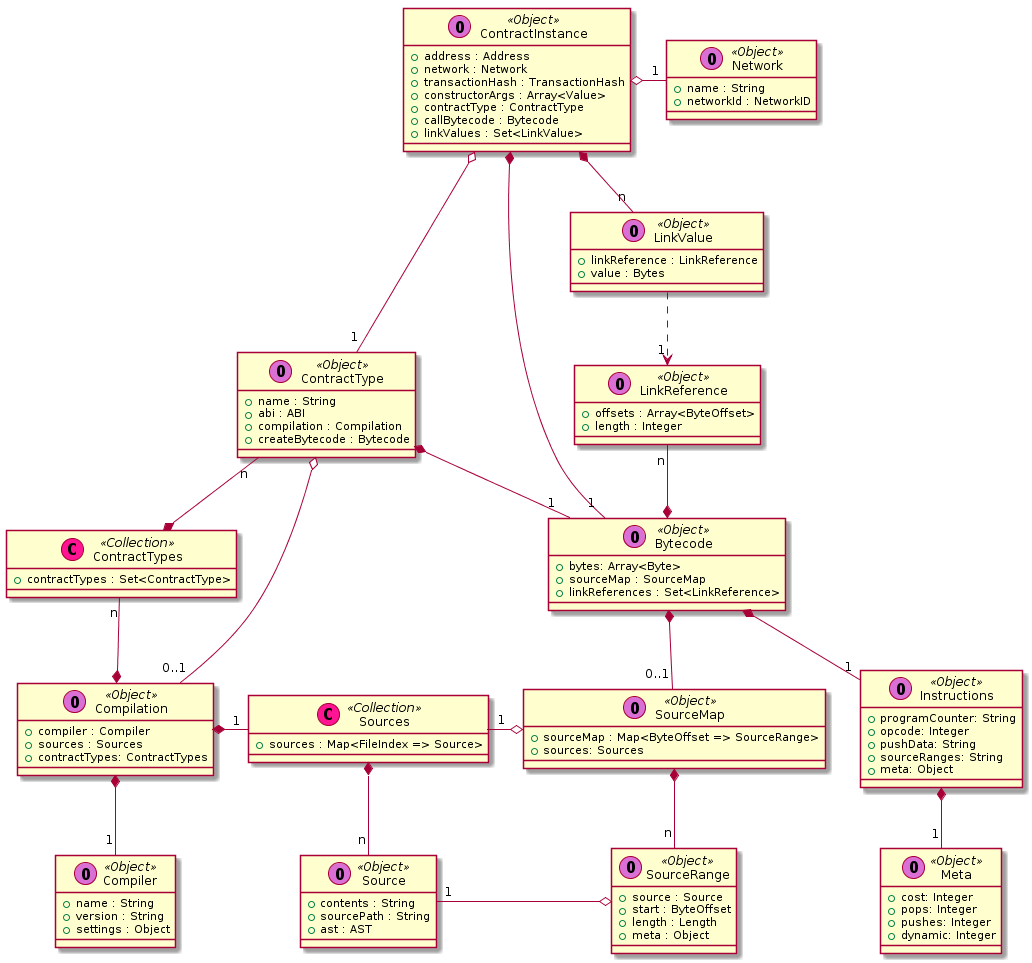 O «Object»
ContractInstance
address : Address
network : Network
transactionHash : TransactionHash
constructorArgs : Array<Value>
contractType : ContractType
callBytecode : Bytecode
linkValues : Set<LinkValue>
1
O «Object»
Network
name : String
networkId : NetworkID
n
O «Object»
LinkValue
linkReference : LinkReference
value : Bytes
1
1
O «Object»
ContractType
name : String
abi : ABI
compilation : Compilation
createBytecode : Bytecode
O «Object»
LinkReference
offsets : Array<ByteOffset>
length : Integer
n
n
1
1
C «Collection»
ContractTypes
contractTypes : Set<ContractType>
O «Object»
Bytecode
bytes: Array<Byte>
sourceMap : SourceMap
linkReferences : Set<LinkReference>
n
0..1
0..1
1
O «Object»
Compilation
compiler : Compiler
sources : Sources
contractTypes: ContractTypes
1
C «Collection»
Sources
sources : Map<FileIndex => Source>
1
O «Object»
SourceMap
sourceMap : Map<ByteOffset => SourceRange>
sources: Sources
O «Object»
Instructions
programCounter: String
opcode: Integer
pushData: String
sourceRanges: String
meta: Object
1
n
n
1
O «Object»
Compiler
name : String
version : String
settings : Object
O «Object»
Source
contents : String
sourcePath : String
ast : AST
1
O «Object»
SourceRange
source : Source
start : ByteOffset
length : Length
meta : Object
O «Object»
Meta
cost: Integer
pops: Integer
pushes: Integer
dynamic: Integer